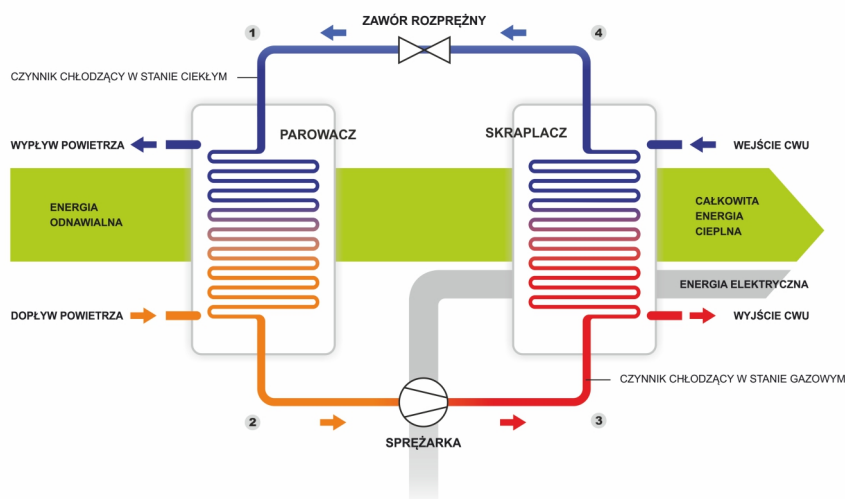 ZAWÓR ROZPRĘŻNY
1
4
CZYNNIK CHŁODZĄCY W STANIE CIEKŁYM
PAROWACZ
SKRAPLACZ
WYPŁYW POWIETRZA
WEJŚCIE CWU
ENERGIA
ODNAWIALNA
CAŁKOWITA
ENERGIA
CIEPLNA
ENERGIA ELEKTRYCZNA
DOPŁYW POWIETRZA
WYJŚCIE CWU
CZYNNIK CHŁODZĄCY W STANIE GAZOWYM
2
3
SPRĘŻARKA